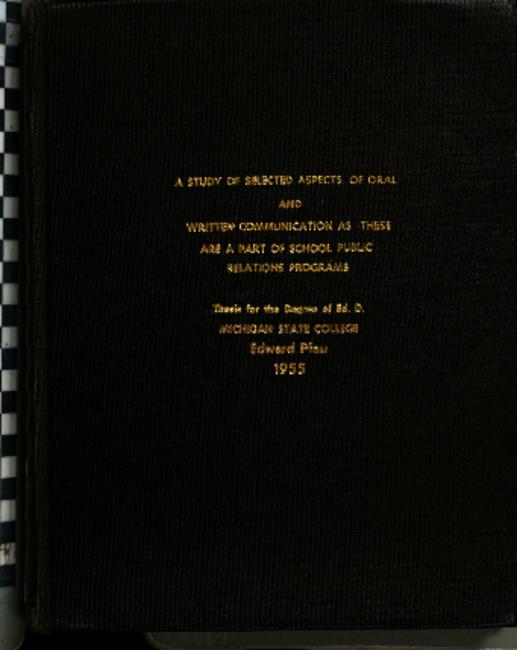 A STUDY OF SELECTED ASPECTS OF ORAL
AND
WRITTEN COMMUNICATION AS THESE
ARE A PART OF SCHOOL PUBLIC
RELATIONS PROGRAMS
Thesis for the Degree of Ed. D.
MICHIGAN STATE COLLEGE
Edward
1955